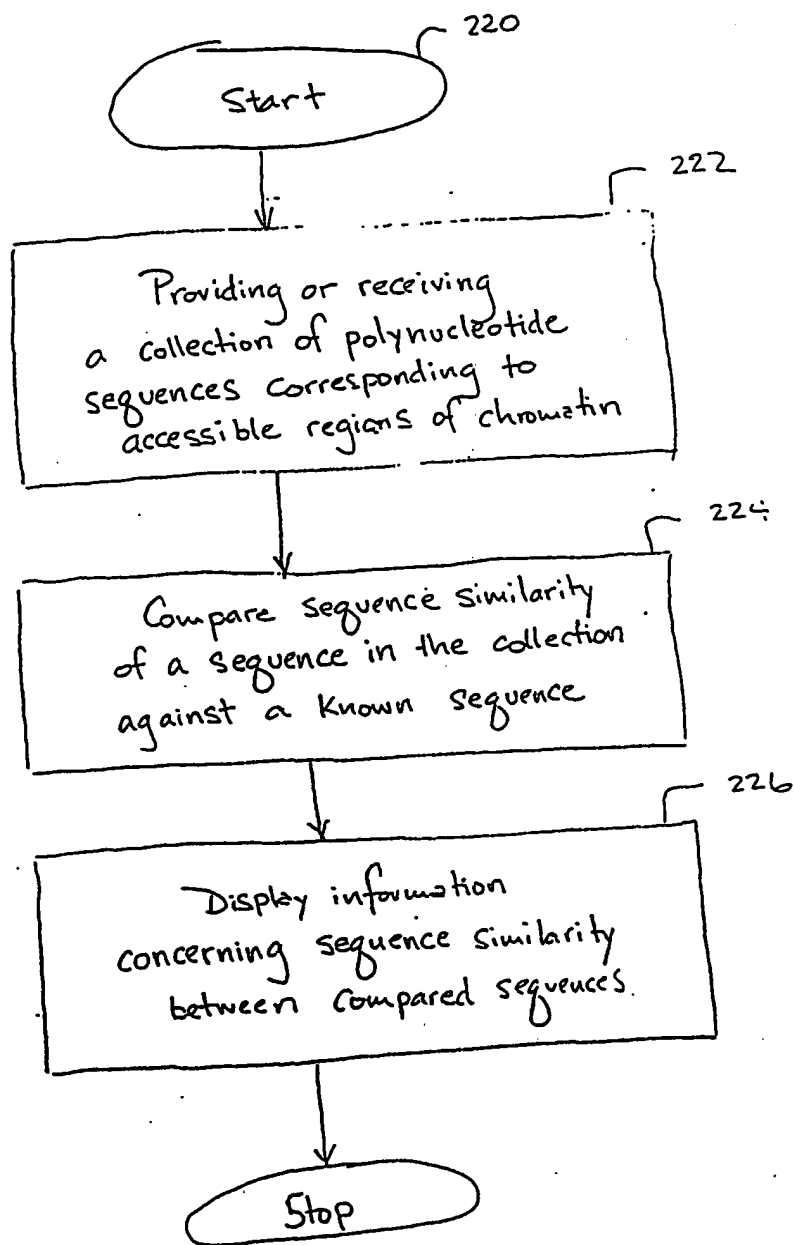 220
Start
222
Providing or receiving
a collection of polynucleotide
sequences corresponding to
accessible regions of chromatin
224
Compare sequence similarity
of a sequence in the collection
against a known sequence
226
Display information
concerning sequence similarity
between compared sequences.
Stop